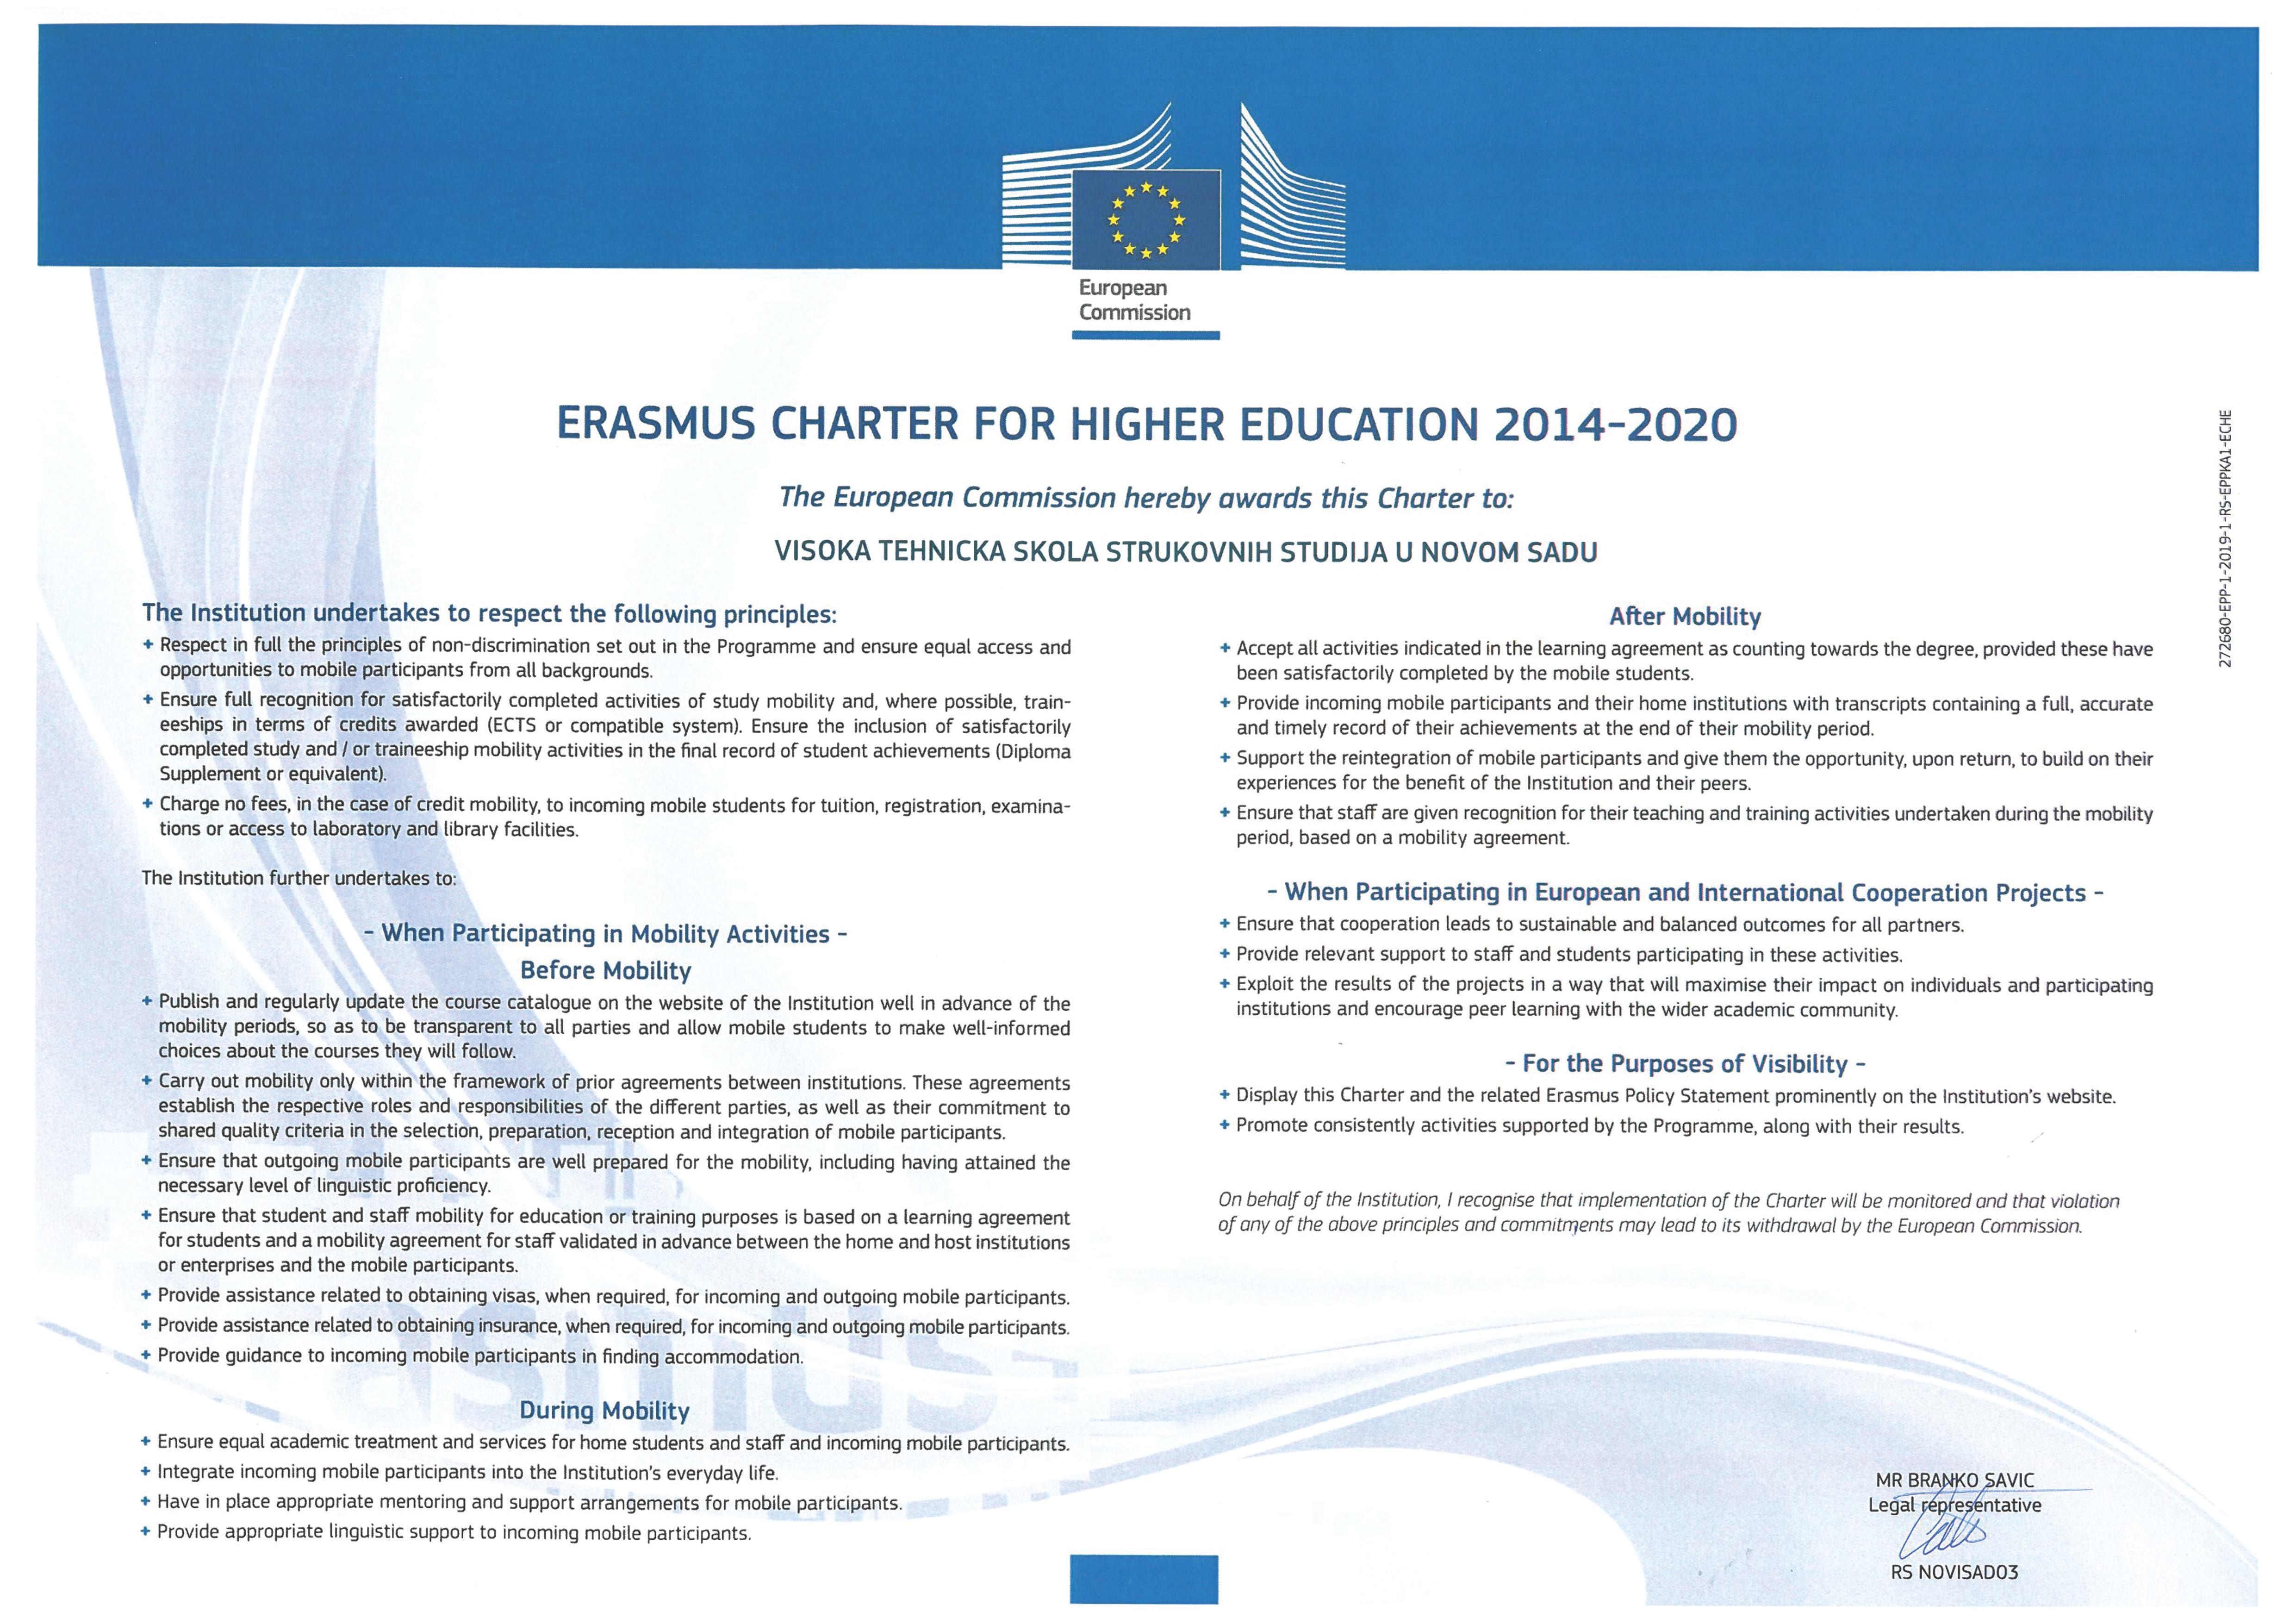 European
Commission
ERASMUS CHARTER FOR HIGHER EDUCATION 2014-2020
The European Commission hereby awards this Charter to:
VISOKA TEHNICKA SKOLA STRUKOVNIH STUDIJA U NOVOM SADU
272680-EPP-1-2019-1-RS-EPPKA1-ECHE
The Institution undertakes to respect the following principles:
+ Respect in full the principles of non-discrimination set out in the Programme and ensure equal access and
opportunities to mobile participants from all backgrounds.
+ Ensure full recognition for satisfactorily completed activities of study mobility and, where possible, train-
eeships in terms of credits awarded (ECTS or compatible system). Ensure the inclusion of satisfactorily
completed study and / or traineeship mobility activities in the final record of student achievements (Diploma
Supplement or equivalent).
+ Charge no fees, in the case of credit mobility, to incoming mobile students for tuition, registration, examina-
tions or access to laboratory and library facilities.
The Institution further undertakes to:
- When Participating in Mobility Activities -
Before Mobility
+ Publish and regularly update the course catalogue on the website of the Institution well in advance of the
mobility periods, so as to be transparent to all parties and allow mobile students to make well-informed
choices about the courses they will follow.
+ Carry out mobility only within the framework of prior agreements between institutions. These agreements
establish the respective roles and responsibilities of the different parties, as well as their commitment to
shared quality criteria in the selection, preparation, reception and integration of mobile participants.
+ Ensure that outgoing mobile participants are well prepared for the mobility, including having attained the
necessary level of linguistic proficiency.
+ Ensure that student and staff mobility for education or training purposes is based on a learning agreement
for students and a mobility agreement for staff validated in advance between the home and host institutions
or enterprises and the mobile participants.
+ Provide assistance related to obtaining visas, when required, for incoming and outgoing mobile participants.
+ Provide assistance related to obtaining insurance, when required, for incoming and outgoing mobile participants.
+ Provide guidance to incoming mobile participants in finding accommodation.
During Mobility
+ Ensure equal academic treatment and services for home students and staff and incoming mobile participants.
+ Integrate incoming mobile participants into the Institution's everyday life.
+ Have in place appropriate mentoring and support arrangements for mobile participants.
+ Provide appropriate linguistic support to incoming mobile participants.
After Mobility
+ Accept all activities indicated in the learning agreement as counting towards the degree, provided these have
been satisfactorily completed by the mobile students.
+ Provide incoming mobile participants and their home institutions with transcripts containing a full, accurate
and timely record of their achievements at the end of their mobility period.
+ Support the reintegration of mobile participants and give them the opportunity, upon return, to build on their
experiences for the benefit of the Institution and their peers.
+ Ensure that staff are given recognition for their teaching and training activities undertaken during the mobility
period, based on a mobility agreement.
- When Participating in European and International Cooperation Projects -
+ Ensure that cooperation leads to sustainable and balanced outcomes for all partners.
+ Provide relevant support to staff and students participating in these activities.
+ Exploit the results of the projects in a way that will maximise their impact on individuals and participating
institutions and encourage peer learning with the wider academic community.
- For the Purposes of Visibility -
+ Display this Charter and the related Erasmus Policy Statement prominently on the Institution's website.
+ Promote consistently activities supported by the Programme, along with their results.
On behalf of the Institution, I recognise that implementation of the Charter will be monitored and that violation
of any of the above principles and commitments may lead to its withdrawal by the European Commission.
MR BRANKO SAVIC
Legal representative
RS NOVISAD03